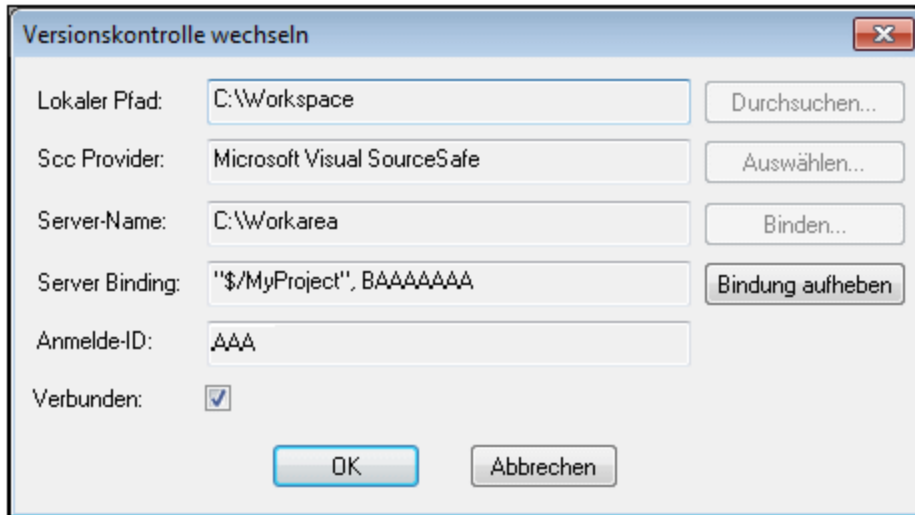 Versionskontrolle wechseln
Lokaler Pfad: C:\Workspace Durchsuchen...
Scc Provider: Microsoft Visual SourceSafe Auswählen...
Server-Name: C:\Workarea Binden...
Server Binding: "$/MyProject", BAAAAAAA Bindung aufheben
Anmelde-ID: AAA
Verbunden:
OK Abbrechen